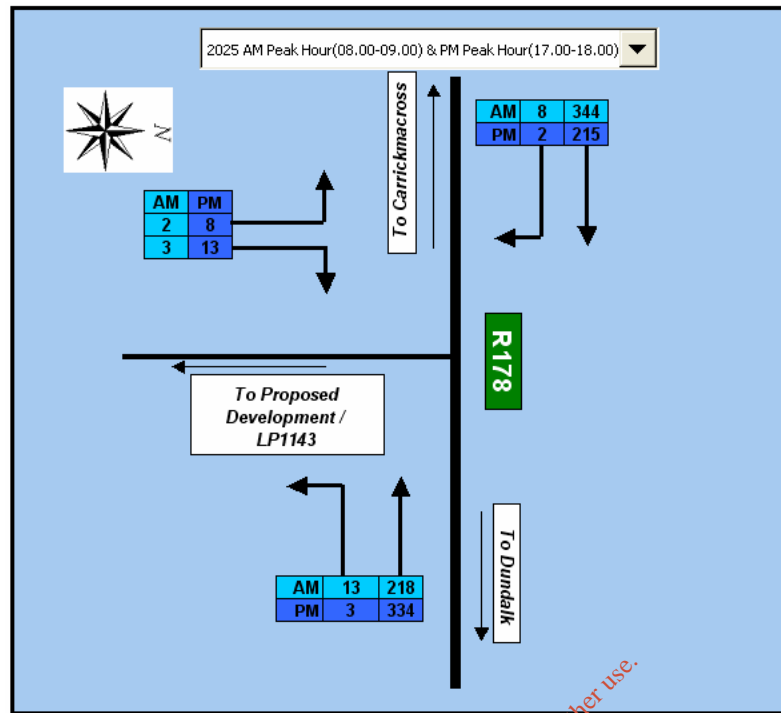 2025 AM Peak Hour(08.00-09.00) & PM Peak Hour(17.00-18.00)
To Carrickmacross
AM 8 344
PM 2 215
N
AM PM
2 8
3 13
R178
To Proposed
Development /
LP1143
To Dundalk
AM 13 218
PM 3 334
her use.